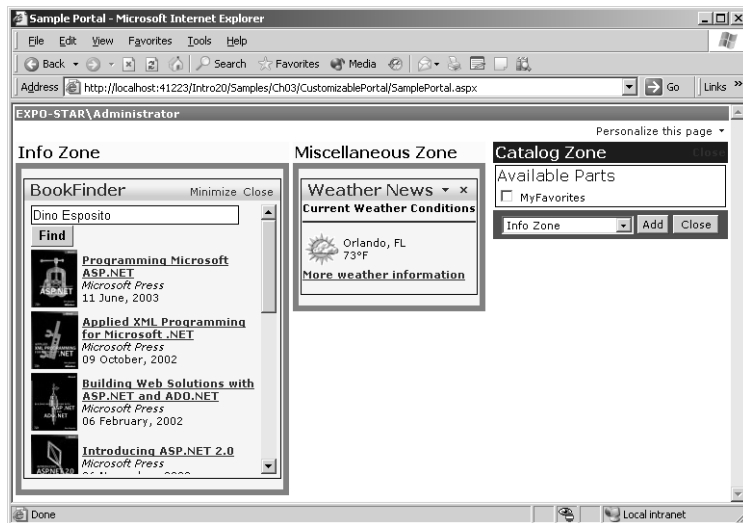 Sample Portal - Microsoft Internet Explorer
File Edit View Favorites Tools Help
Back Search Favorites Media
Address http://localhost:41223/Intro20/Samples/Ch03/CustomizablePortal/SamplePortal.aspx Go Links »
EXPO-STAR\Administrator
Personalize this page
Info Zone
BookFinder Minimize Close
Dino Esposito
Find
Programming Microsoft
ASP.NET
Microsoft Press
11 June, 2003
Applied XML Programming
for Microsoft .NET
Microsoft Press
09 October, 2002
Building Web Solutions with
ASP.NET and ADO.NET
Microsoft Press
06 February, 2002
Introducing ASP.NET 2.0
Microsoft Press
Miscellaneous Zone
Weather News
Current Weather Conditions
Orlando, FL
73°F
More weather information
Catalog Zone Close
Available Parts
MyFavorites
Info Zone Add Close
Done Local intranet